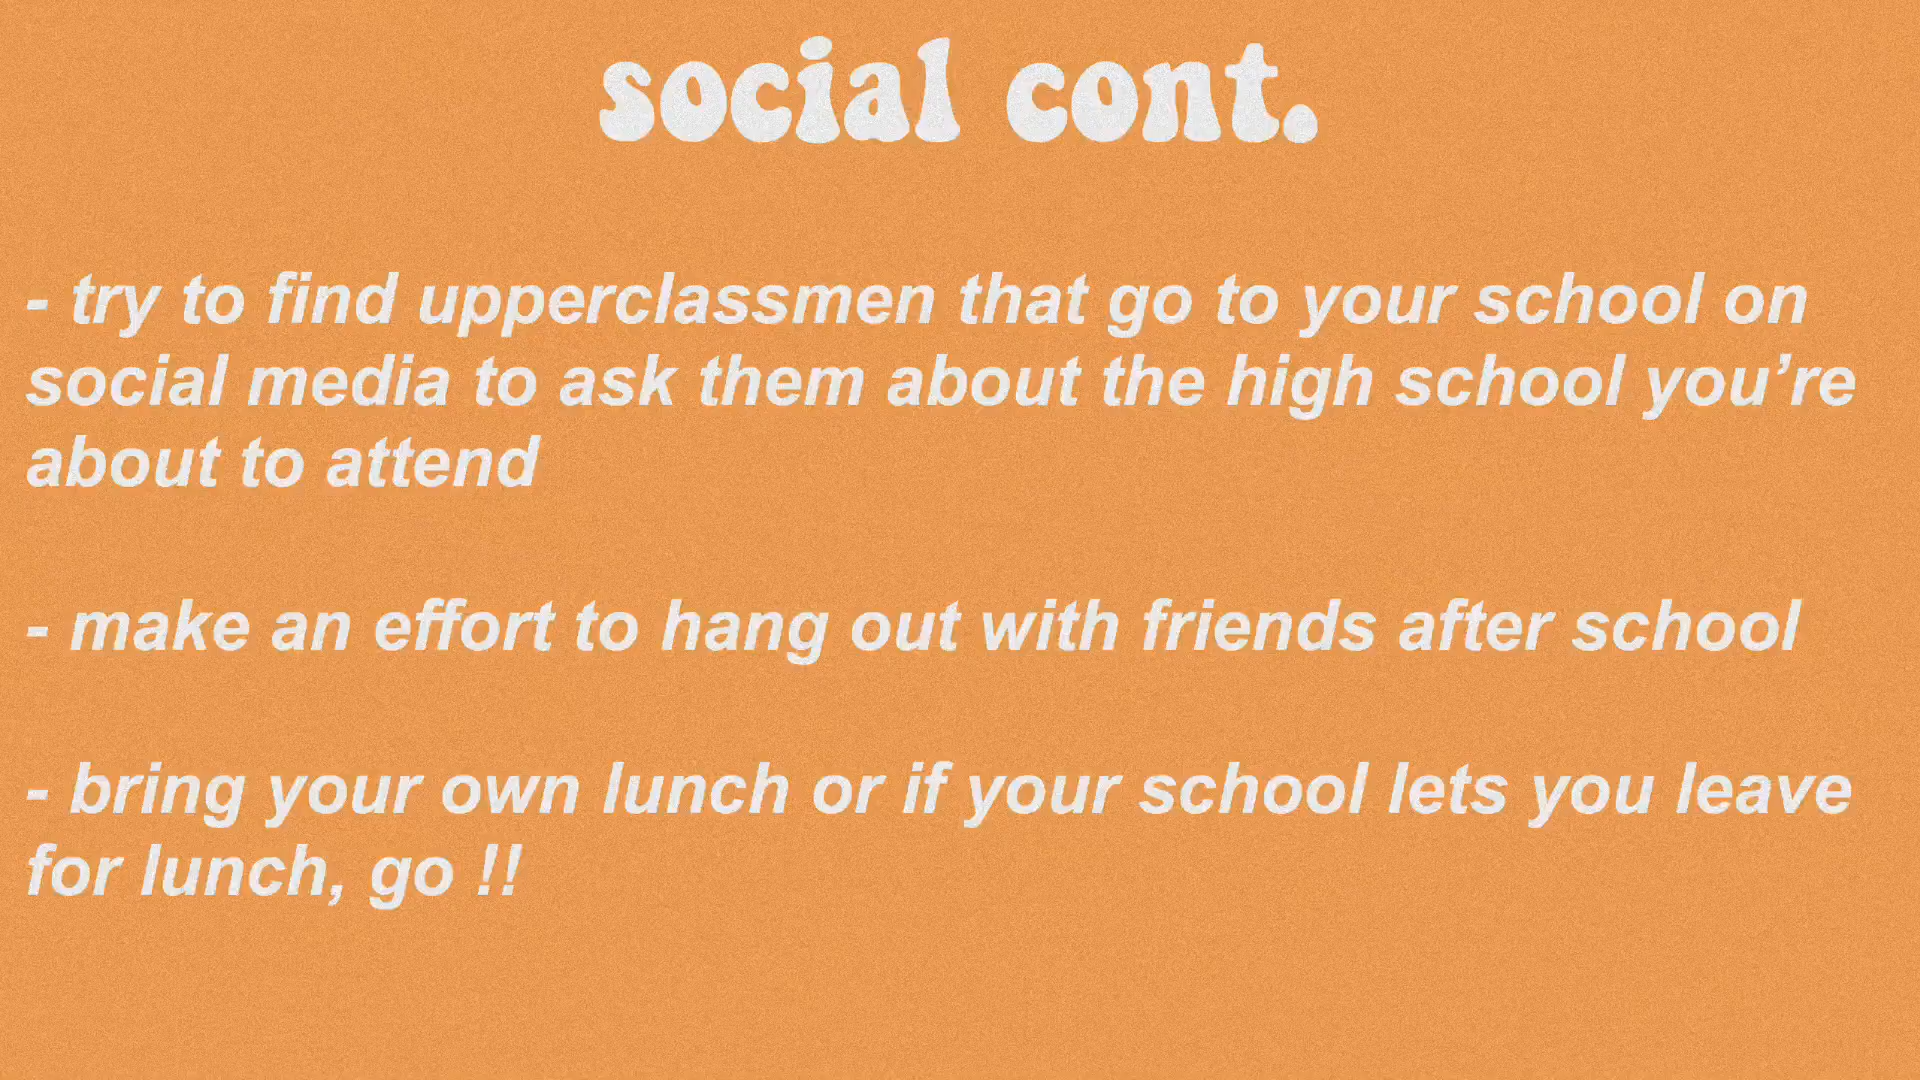 social cont.
- try to find upperclassmen that go to your school on
social media to ask them about the high school you’re
about to attend
- make an effort to hang out with friends after school
- bring your own lunch or if your school lets you leave
for lunch, go !!